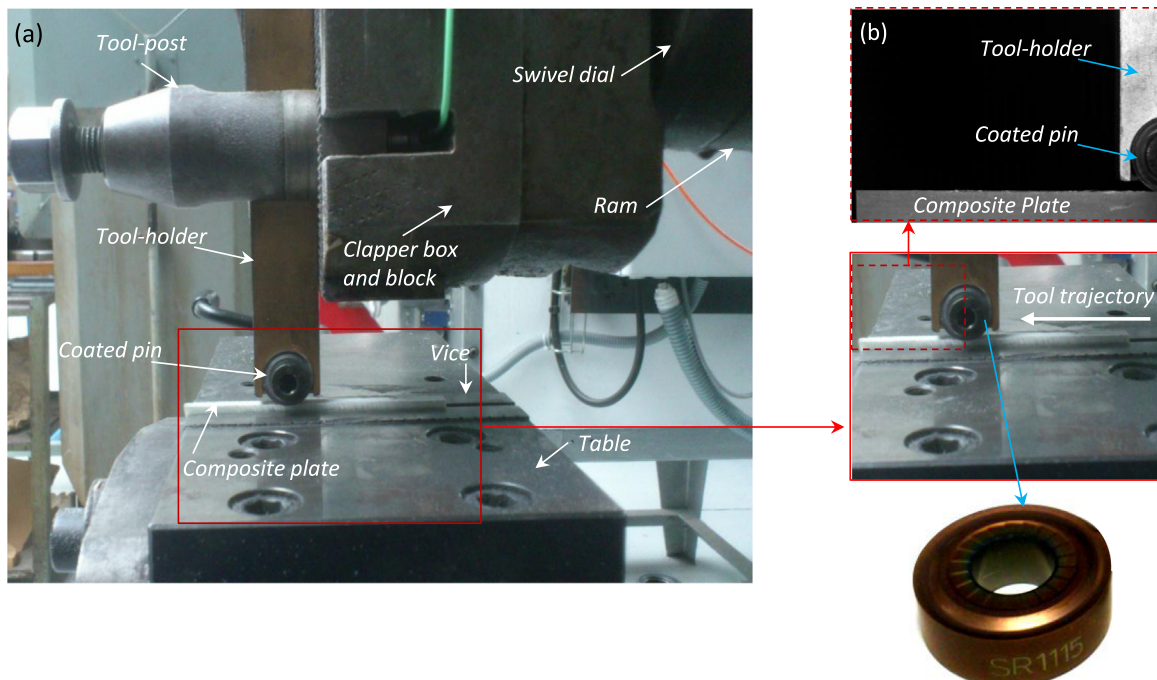 (a)
Tool-post
Swivel dial
Ram
Tool-holder
Clapper box
and block
Coated pin
Vice
Table
Composite plate
(b)
Tool-holder
Coated pin
Composite Plate
Tool trajectory
SR1115